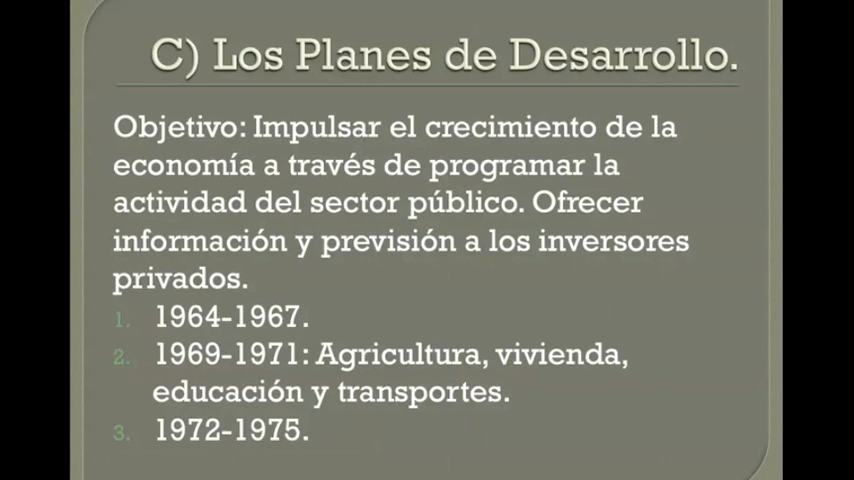 C) Los Planes de Desarrollo.
Objetivo: Impulsar el crecimiento de la
economía a través de programar la
actividad del sector público. Ofrecer
información y previsión a los inversores
privados.
1. 1964-1967.
2. 1969-1971: Agricultura, vivienda,
educación y transportes.
3. 1972-1975.